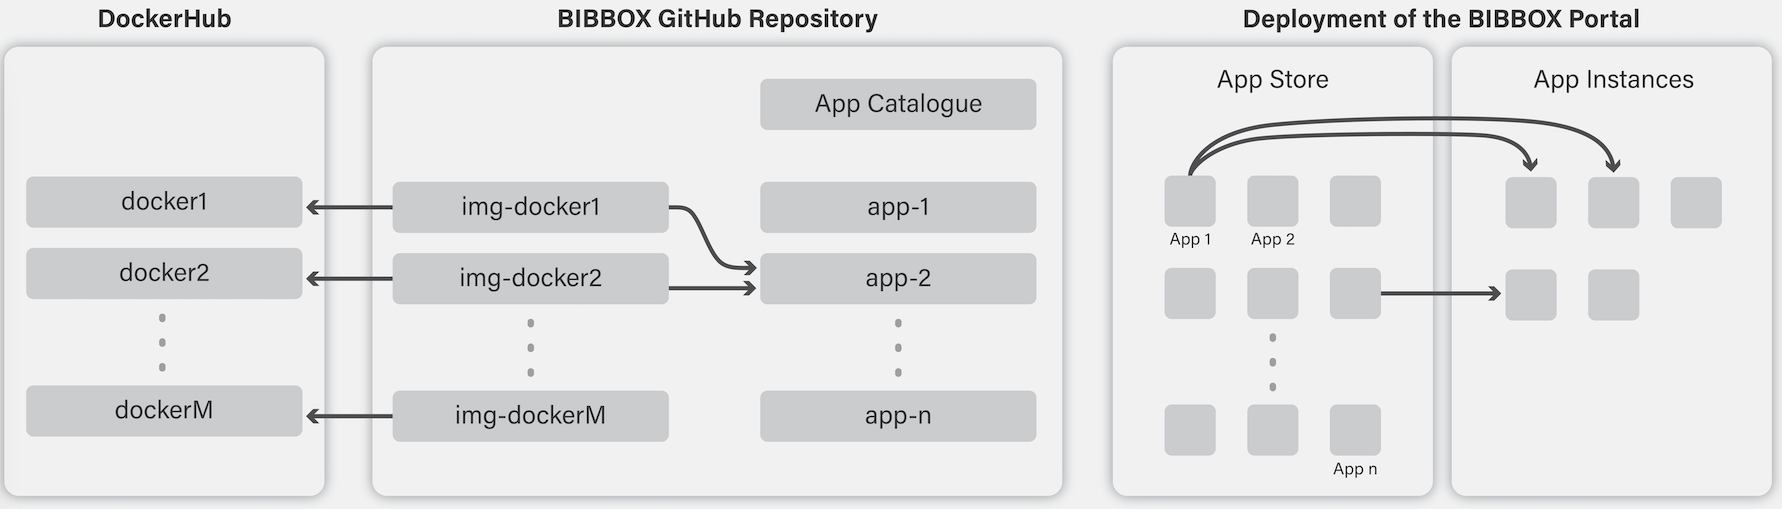 DockerHub
BIBBOX GitHub Repository
Deployment of the BIBBOX Portal
docker1
docker2
dockerM
App Catalogue
img-docker1
app-1
img-docker2
app-2
img-dockerM
app-n
App Store
App Instances
App 1
App 2
App n